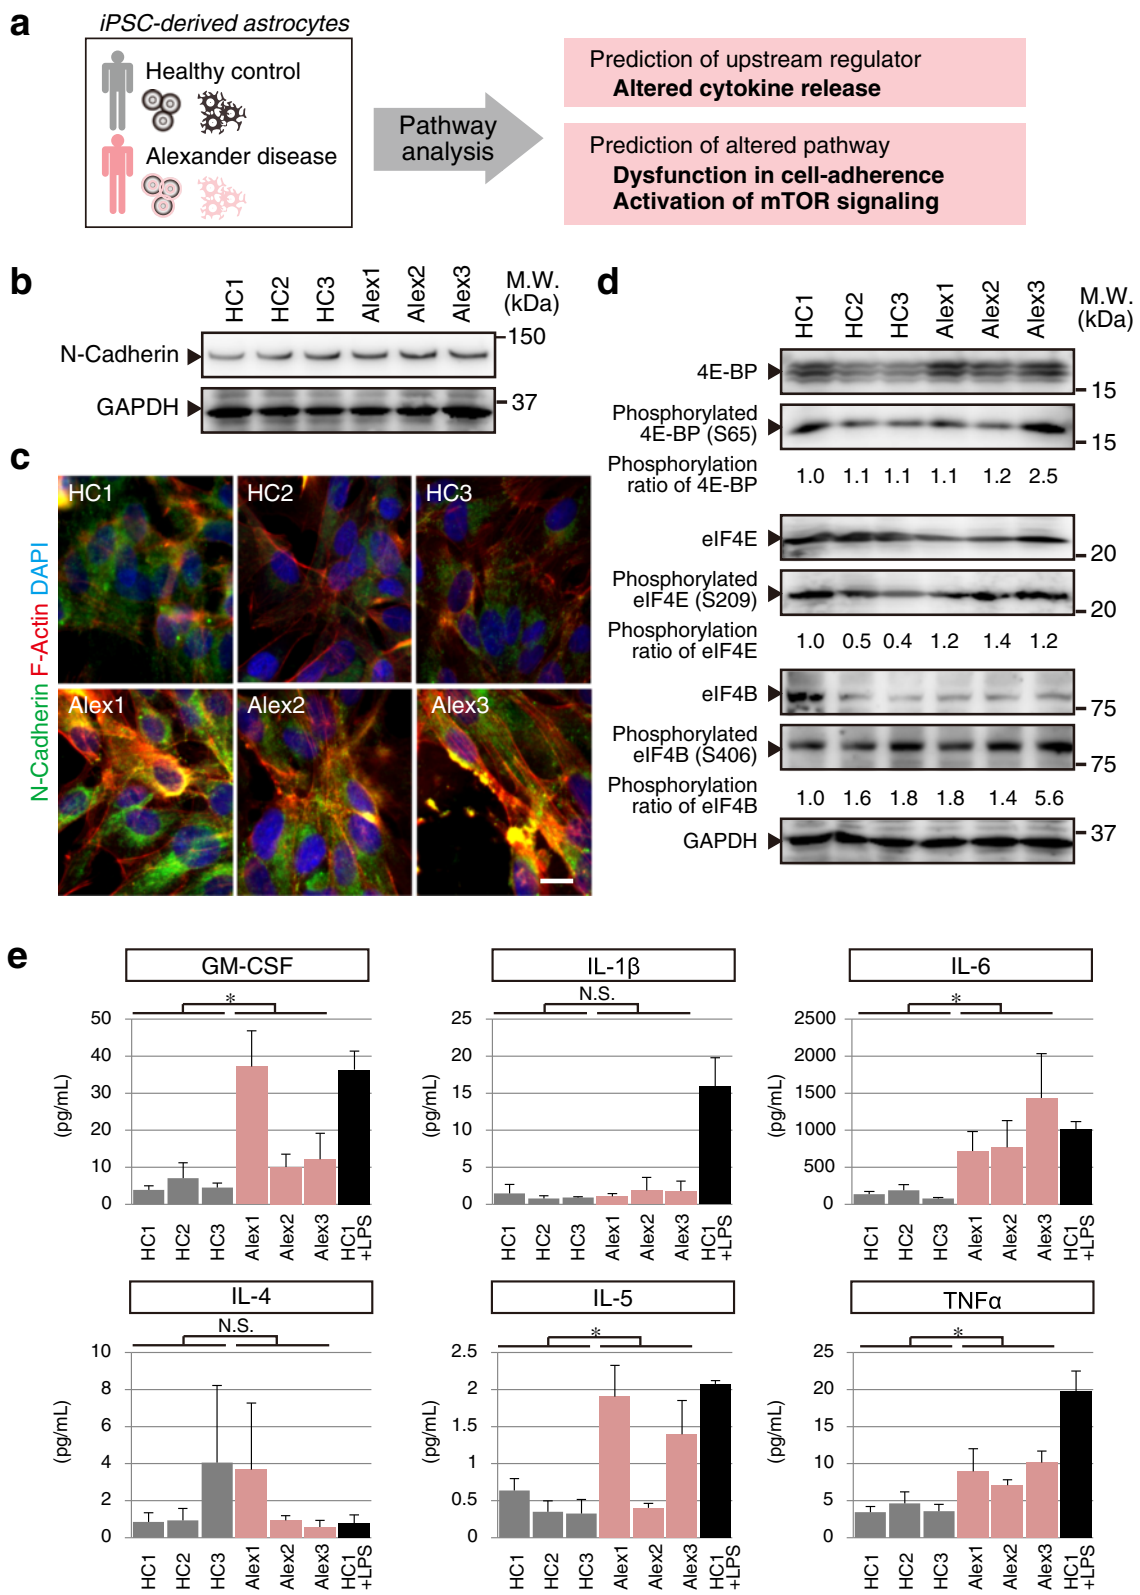 a
iPSC-derived astrocytes
Healthy control
Alexander disease
Pathway
analysis
Prediction of upstream regulator
Altered cytokine release
Prediction of altered pathway
Dysfunction in cell-adherence
Activation of mTOR signaling
b
HC1 HC2 HC3 Alex1 Alex2 Alex3 M.W.
(kDa)
N-Cadherin 150
GAPDH 37
c
N-Cadherin F-Actin DAPI
HC1 HC2 HC3
Alex1 Alex2 Alex3
d
HC1 HC2 HC3 Alex1 Alex2 Alex3 M.W.
(kDa)
4E-BP
15
Phosphorylated
4E-BP (S65)
15
Phosphorylation
ratio of 4E-BP
1.0 1.1 1.1 1.1 1.2 2.5
eIF4E
20
Phosphorylated
eIF4E (S209)
20
Phosphorylation
ratio of eIF4E
1.0 0.5 0.4 1.2 1.4 1.2
eIF4B
75
Phosphorylated
eIF4B (S406)
75
Phosphorylation
ratio of eIF4B
1.0 1.6 1.8 1.8 1.4 5.6
GAPDH 37
e
GM-CSF
*
(pg/mL)
50
40
30
20
10
0
HC1 HC2 HC3 Alex1 Alex2 Alex3 HC1
+LPS
IL-1β
N.S.
(pg/mL)
25
20
15
10
5
0
HC1 HC2 HC3 Alex1 Alex2 Alex3 HC1
+LPS
IL-6
*
(pg/mL)
2500
2000
1500
1000
500
0
HC1 HC2 HC3 Alex1 Alex2 Alex3 HC1
+LPS
IL-4
N.S.
(pg/mL)
10
8
6
4
2
0
HC1 HC2 HC3 Alex1 Alex2 Alex3 HC1
+LPS
IL-5
*
(pg/mL)
2.5
2
1.5
1
0.5
0
HC1 HC2 HC3 Alex1 Alex2 Alex3 HC1
+LPS
TNFα
*
(pg/mL)
25
20
15
10
5
0
HC1 HC2 HC3 Alex1 Alex2 Alex3 HC1
+LPS